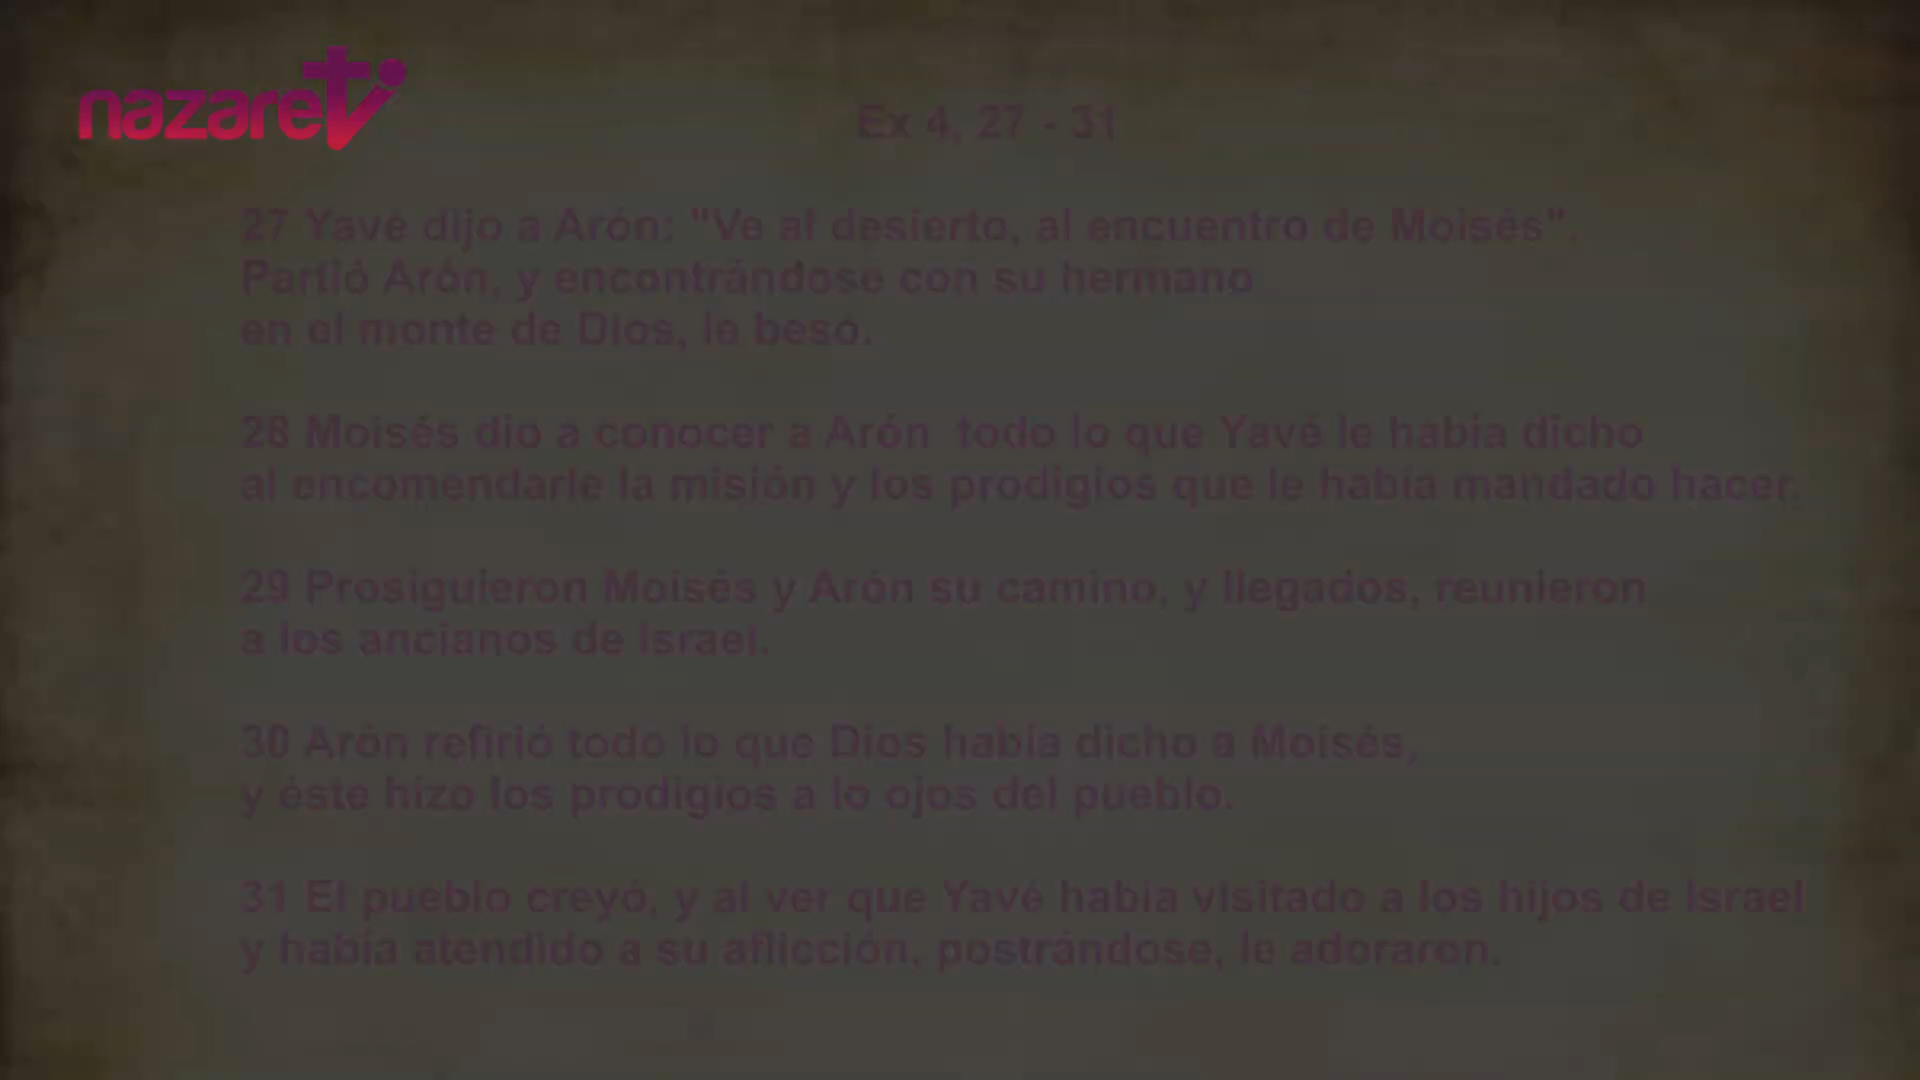 nazaretv
Ex 4, 27 - 31
27 Yavé dijo a Arón: "Ve al desierto, al encuentro de Moisés".
Partió Arón, y encontrándose con su hermano
en el monte de Dios, le besó.
28 Moisés dio a conocer a Arón todo lo que Yavé le había dicho
al encomendarle la misión y los prodigios que le había mandado hacer.
29 Prosiguieron Moisés y Arón su camino, y llegados, reunieron
a los ancianos de Israel.
30 Arón refirió todo lo que Dios había dicho a Moisés,
y éste hizo los prodigios a lo ojos del pueblo.
31 El pueblo creyó, y al ver que Yavé había visitado a los hijos de Israel
y había atendido a su aflicción, postrándose, le adoraron.